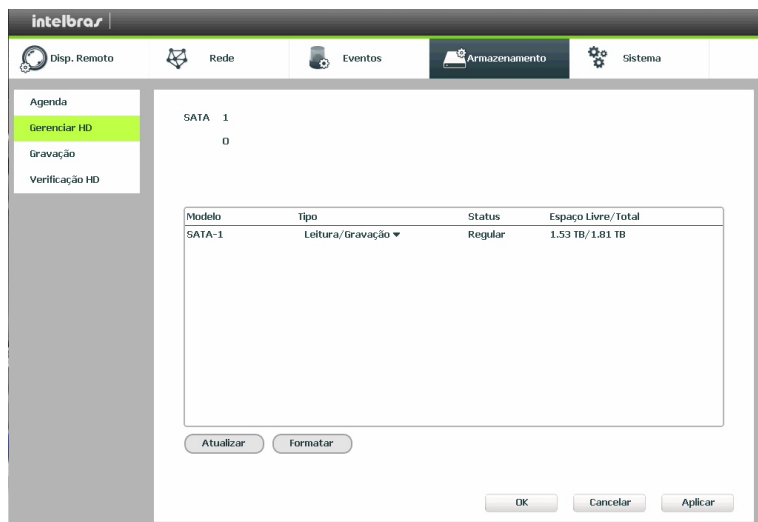 intelbras
Disp. Remoto
Rede
Eventos
Armazenamento
Sistema
Agenda
Gerenciar HD
Gravação
Verificação HD
SATA 1
O
Modelo Tipo Status Espaço Livre/Total
SATA-1 Leitura/Gravação Regular 1.53 TB/1.81 TB
Atualizar Formatar
OK Cancelar Aplicar